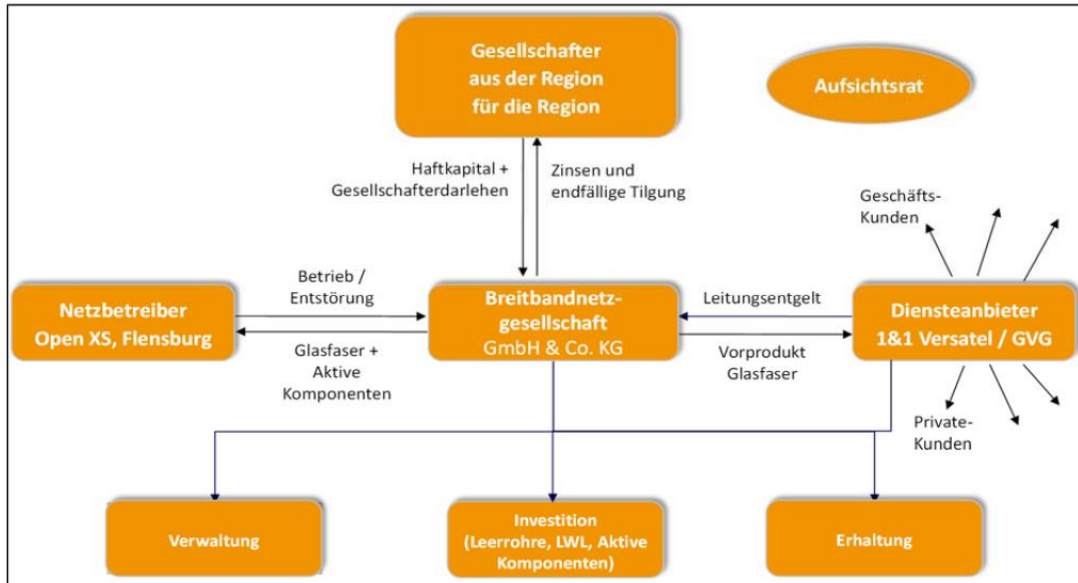 Gesellschafter
aus der Region
für die Region
Aufsichtsrat
Haftkapital +
Gesellschafterdarlehen
Zinsen und
endfällige Tilgung
Geschäfts-
Kunden
Netzbetreiber
Open XS, Flensburg
Betrieb /
Entstörung
Glasfaser +
Aktive
Komponenten
Breitbandnetz-
gesellschaft
GmbH & Co. KG
Leitungsentgelt
Vorprodukt
Glasfaser
Diensteanbieter
1&1 Versatel / GVG
Private-
Kunden
Verwaltung
Investition
(Leerrohre, LWL, Aktive
Komponenten)
Erhaltung